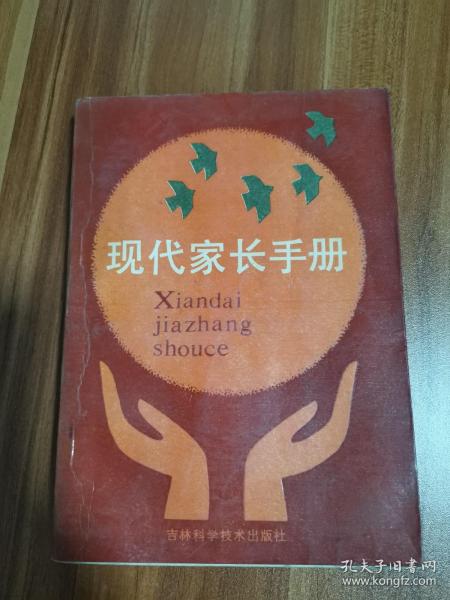 现代家长手册
Xiandai
jiazhang
shouce
吉林科学技术出版社
孔夫子旧书网
www.kongfz.com